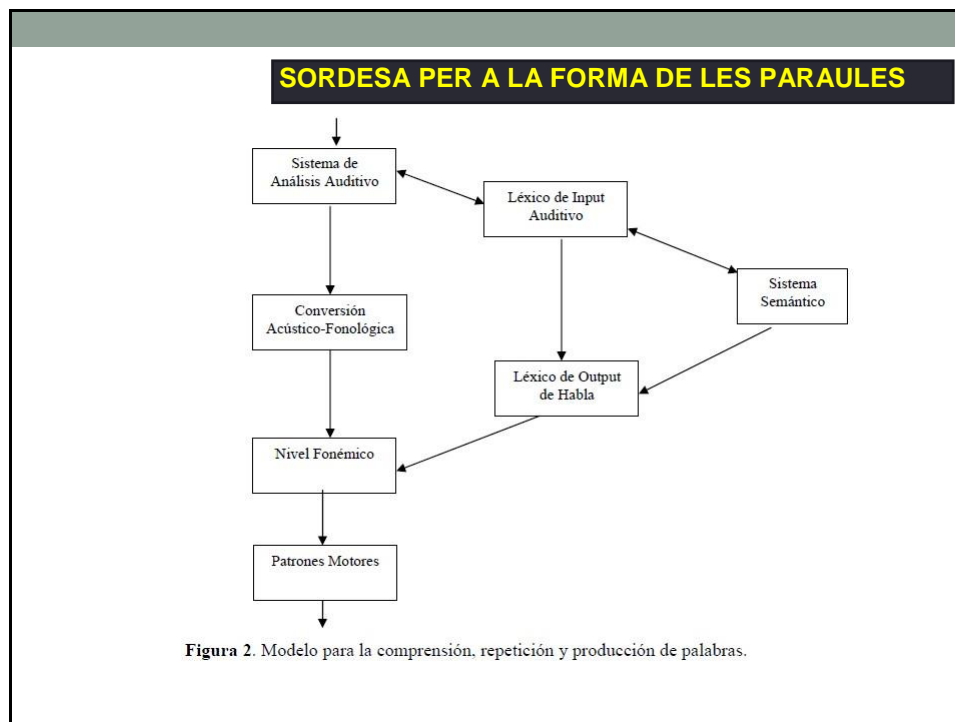 SORDESA PER A LA FORMA DE LES PARAULES
Sistema de
Análisis Auditivo
Léxico de Input
Auditivo
Sistema
Semántico
Conversión
Acústico-Fonológica
Léxico de Output
de Habla
Nivel Fonémico
Patrones Motores
Figura 2. Modelo para la comprensión, repetición y producción de palabras.